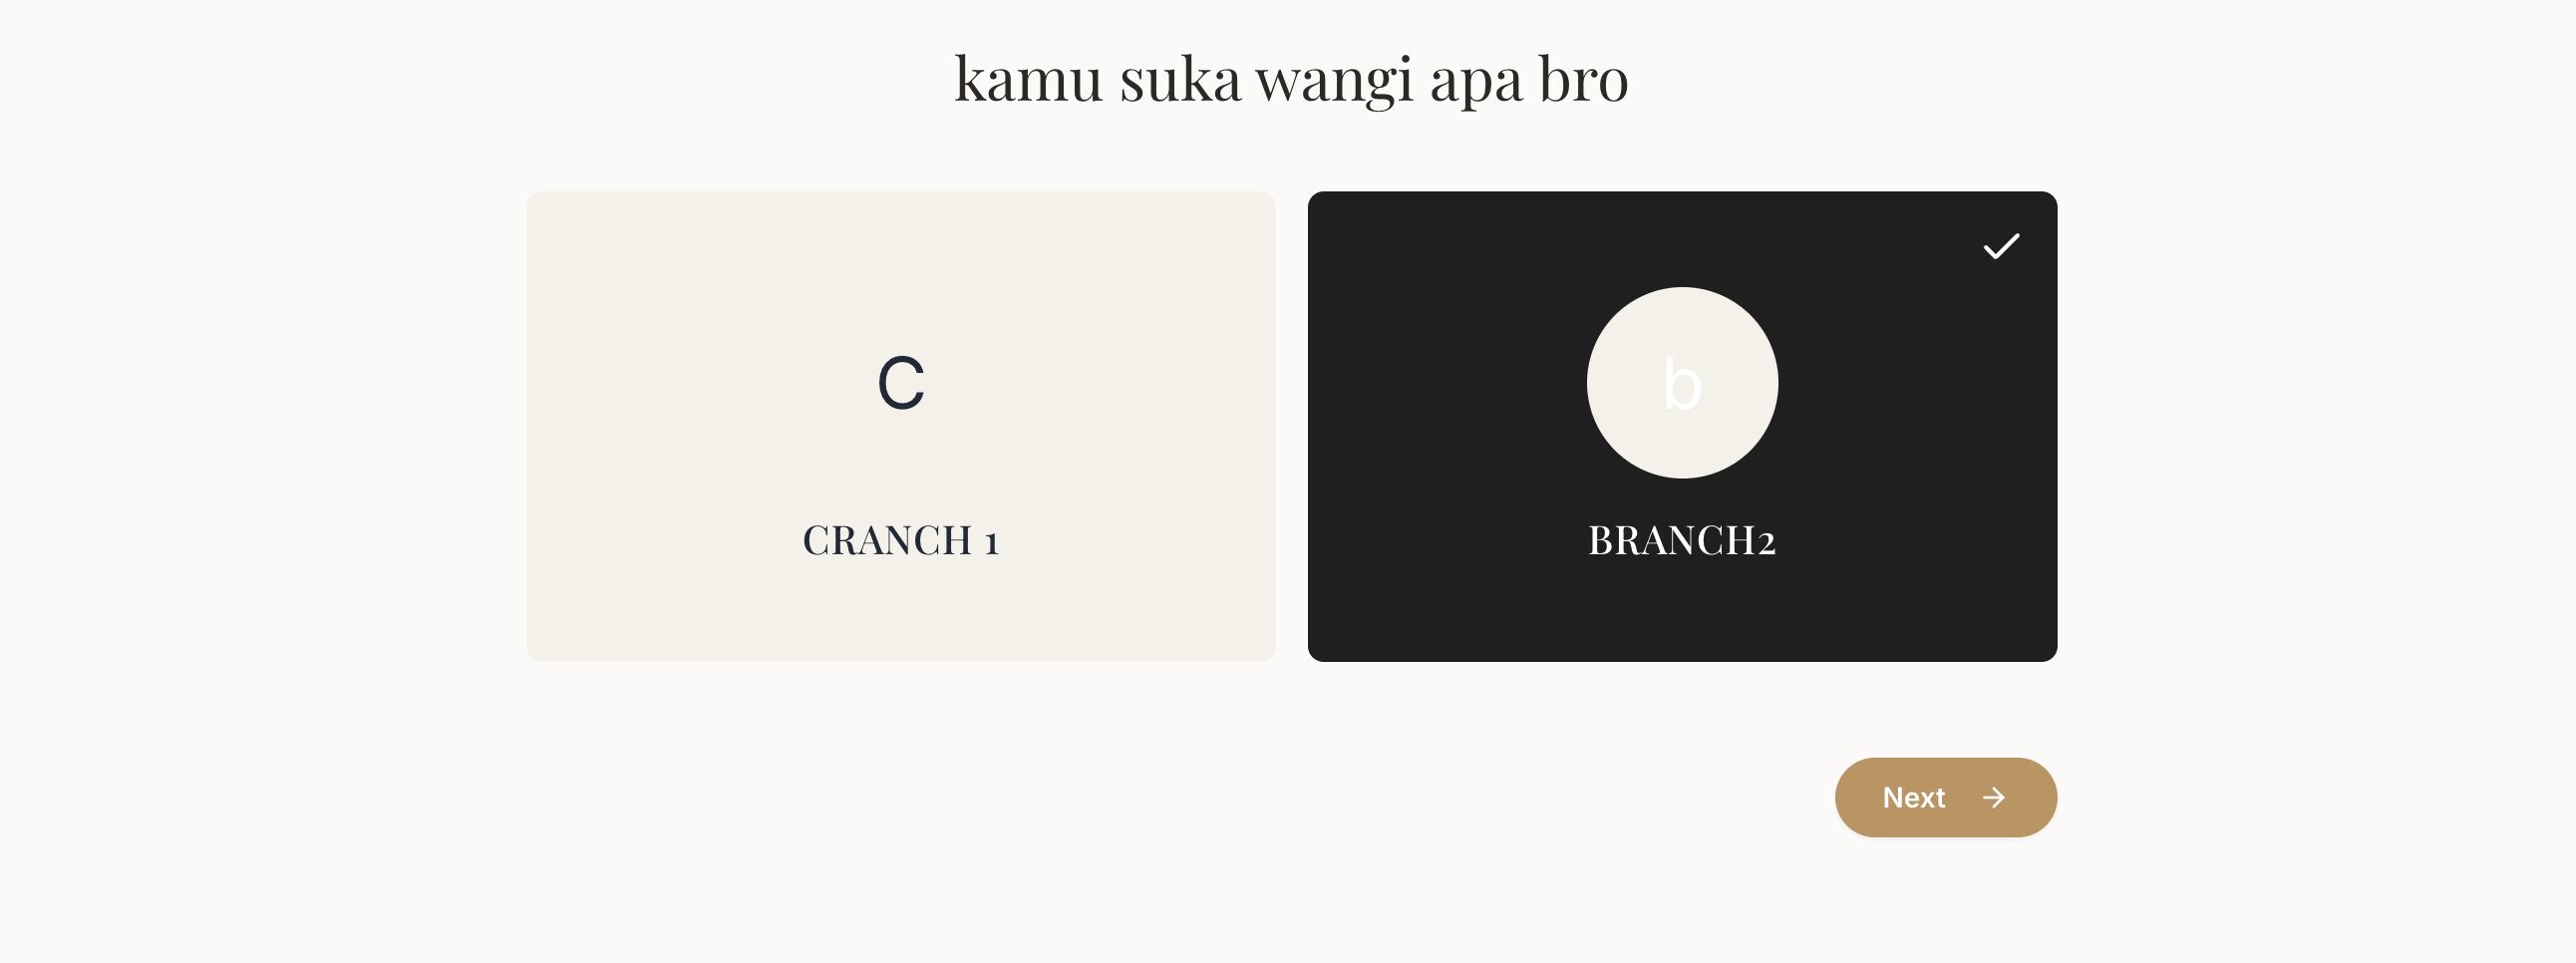 kamu suka wangi apa bro
C
CRANCH 1
b
BRANCH2
Next